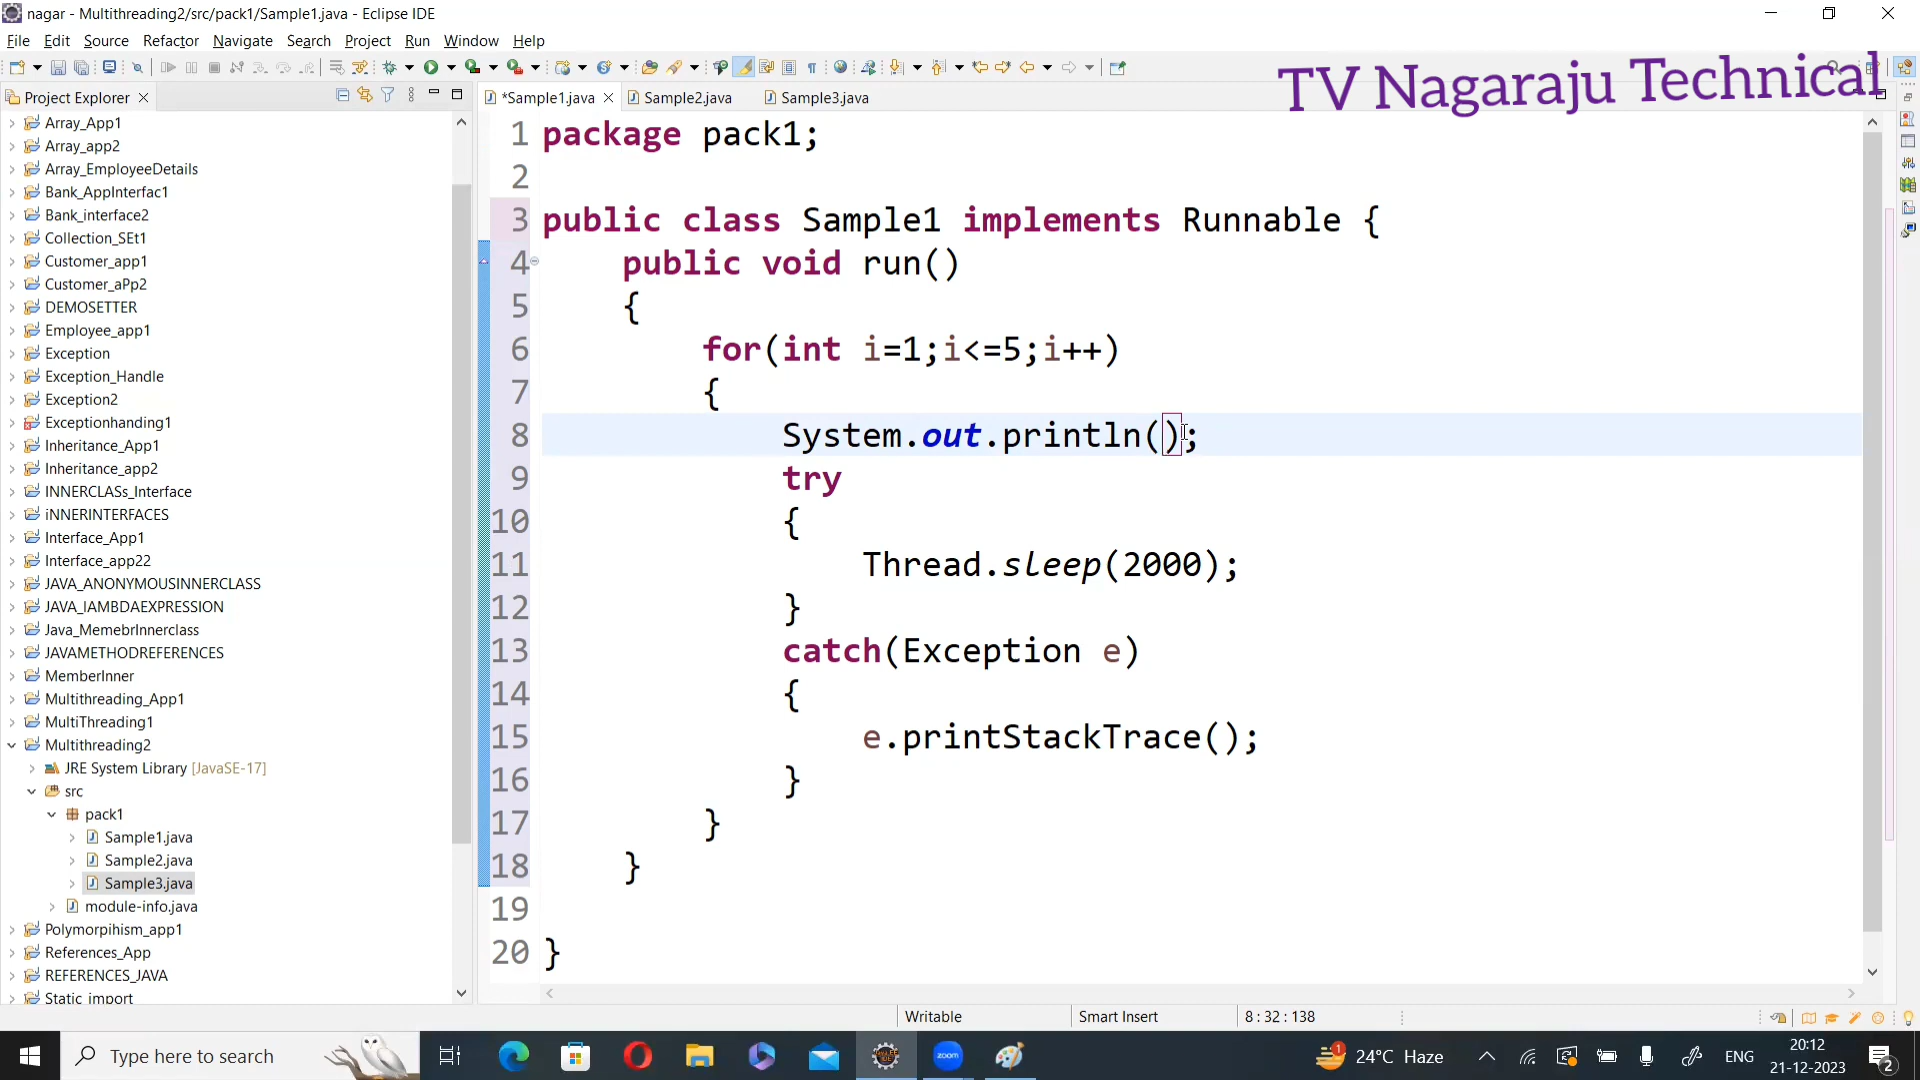 nagar - Multithreading2/src/pack1/Sample1.java - Eclipse IDE
File Edit Source Refactor Navigate Search Project Run Window Help
TV Nagaraju Technical
Project Explorer
*Sample1.java
Sample2.java
Sample3.java
Array_App1
Array_app2
Array_EmployeeDetails
Bank_AppInterfac1
Bank_interface2
Collection_SEt1
Customer_app1
Customer_aPp2
DEMOSETTER
Employee_app1
Exception
Exception_Handle
Exception2
Exceptionhanding1
Inheritance_App1
Inheritance_app2
INNERCLASs_Interface
iNNERINTERFACES
Interface_App1
Interface_app22
JAVA_ANONYMOUSINNERCLASS
JAVA_lAMBDAEXPRESSION
Java_MemebrInnerclass
JAVAMETHODREFERENCES
MemberInner
Multithreading_App1
MultiThreading1
Multithreading2
JRE System Library [JavaSE-17]
src
pack1
Sample1.java
Sample2.java
Sample3.java
module-info.java
Polymorpihism_app1
References_App
REFERENCES_JAVA
Static_import
1 package pack1;
2
3 public class Sample1 implements Runnable {
4 public void run()
5 {
6 for(int i=1;i<=5;i++)
7 {
8 System.out.println();
9 try
10 {
11 Thread.sleep(2000);
12 }
13 catch(Exception e)
14 {
15 e.printStackTrace();
16 }
17 }
18 }
19
20 }
Writable
Smart Insert
8 : 32 : 138
Type here to search
zoom
1
24°C Haze
ENG
20:12
21-12-2023
2